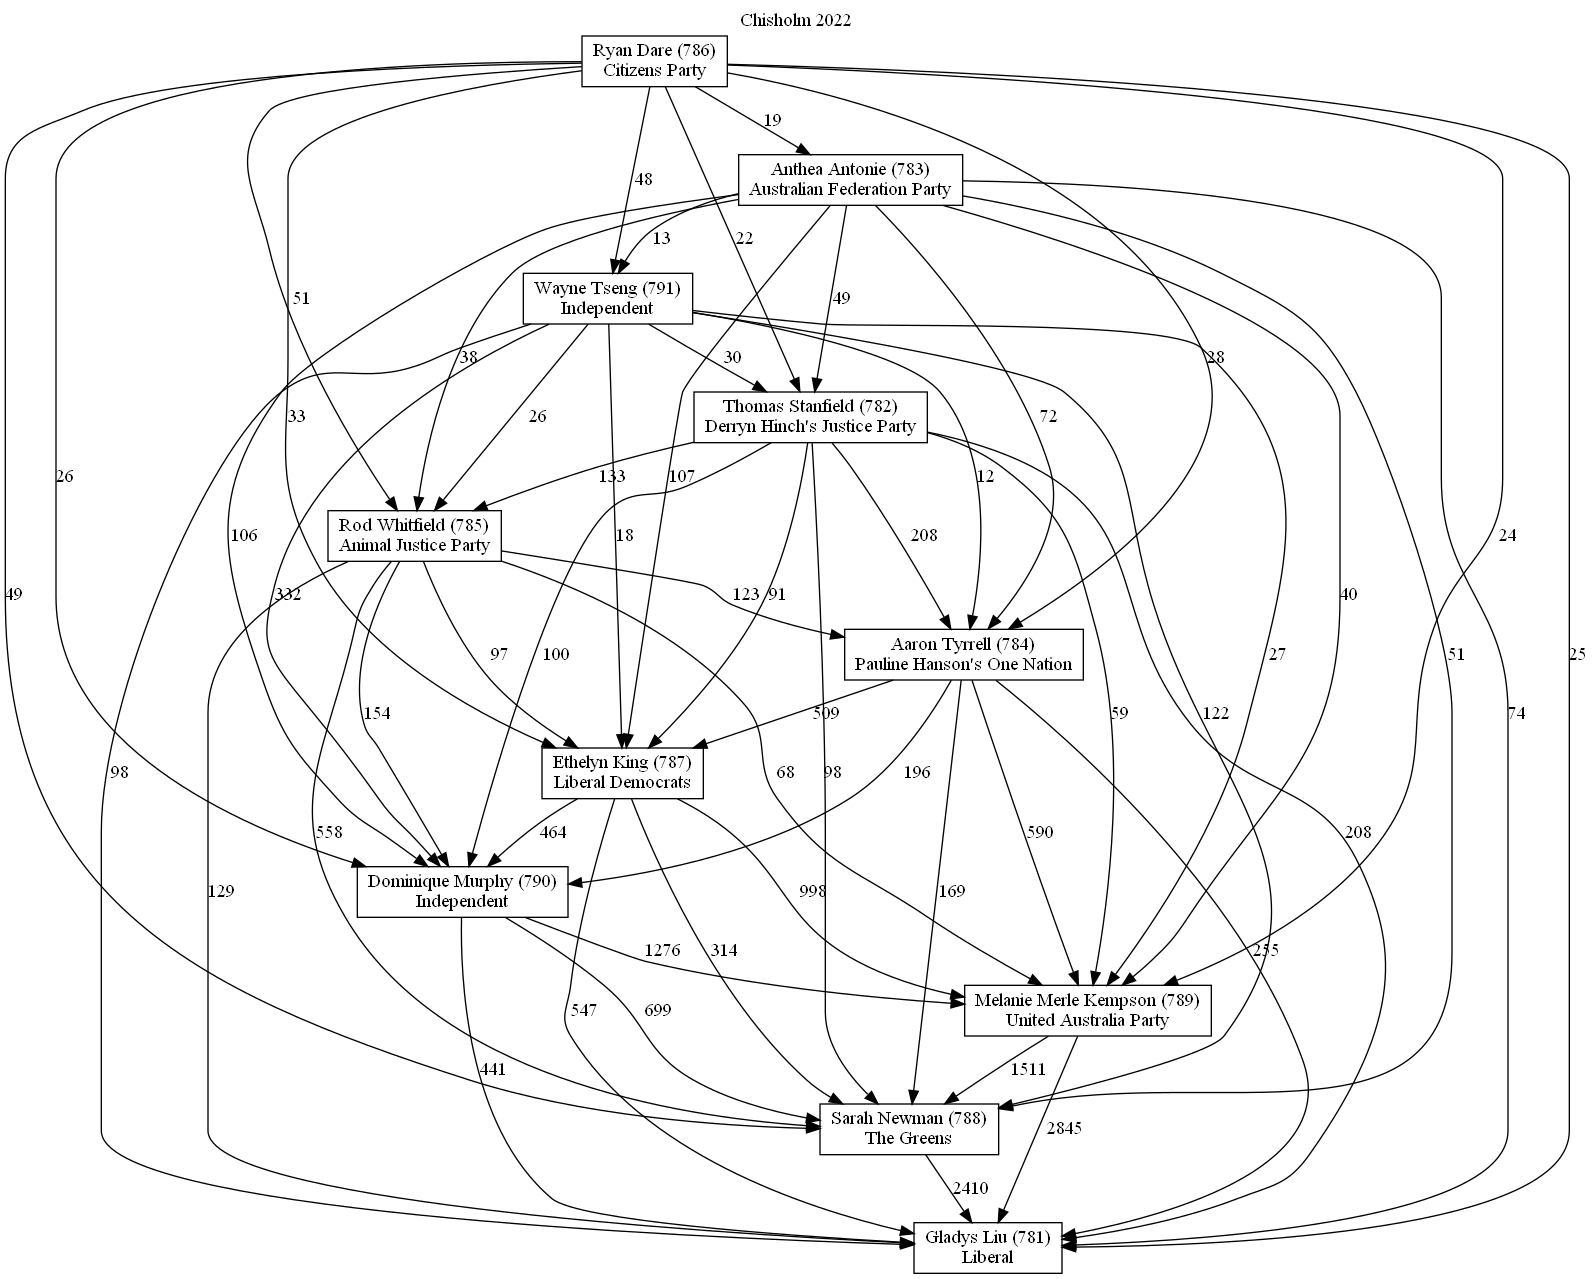 Chisholm 2022
Ryan Dare (786)
Citizens Party
19
Anthea Antonie (783)
Australian Federation Party
48
13
22
Wayne Tseng (791)
Independent
51
49
38
30
28
Thomas Stanfield (782)
Derryn Hinch's Justice Party
33
26
72
26
133
107
12
Rod Whitfield (785)
Animal Justice Party
106
18
208
24
49
332
123
91
40
Aaron Tyrrell (784)
Pauline Hanson's One Nation
97
100
27
51
25
154
509
59
122
74
Ethelyn King (787)
Liberal Democrats
98
68
196
558
464
98
590
208
Dominique Murphy (790)
Independent
129
998
169
314
1276
255
Melanie Merle Kempson (789)
United Australia Party
547
699
441
1511
Sarah Newman (788)
The Greens
2845
2410
Gladys Liu (781)
Liberal